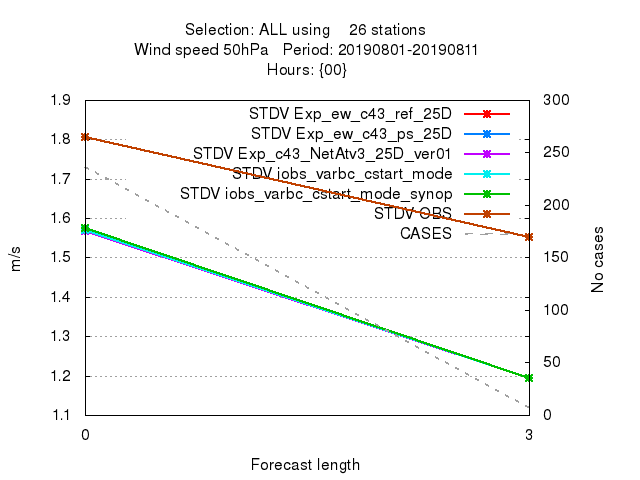 Selection: ALL using 26 stations
Wind speed 50hPa Period: 20190801-20190811
Hours: {00}
1.9
1.8
1.7
1.6
1.5
1.4
1.3
1.2
1.1
m/s
STDV Exp_ew_c43_ref_25D
STDV Exp_ew_c43_ps_25D
STDV Exp_c43_NetAtv3_25D_ver01
STDV iobs_varbc_cstart_mode
STDV iobs_varbc_cstart_mode_synop
STDV OBS
CASES
300
250
200
150
100
50
0
No cases
0 3
Forecast length